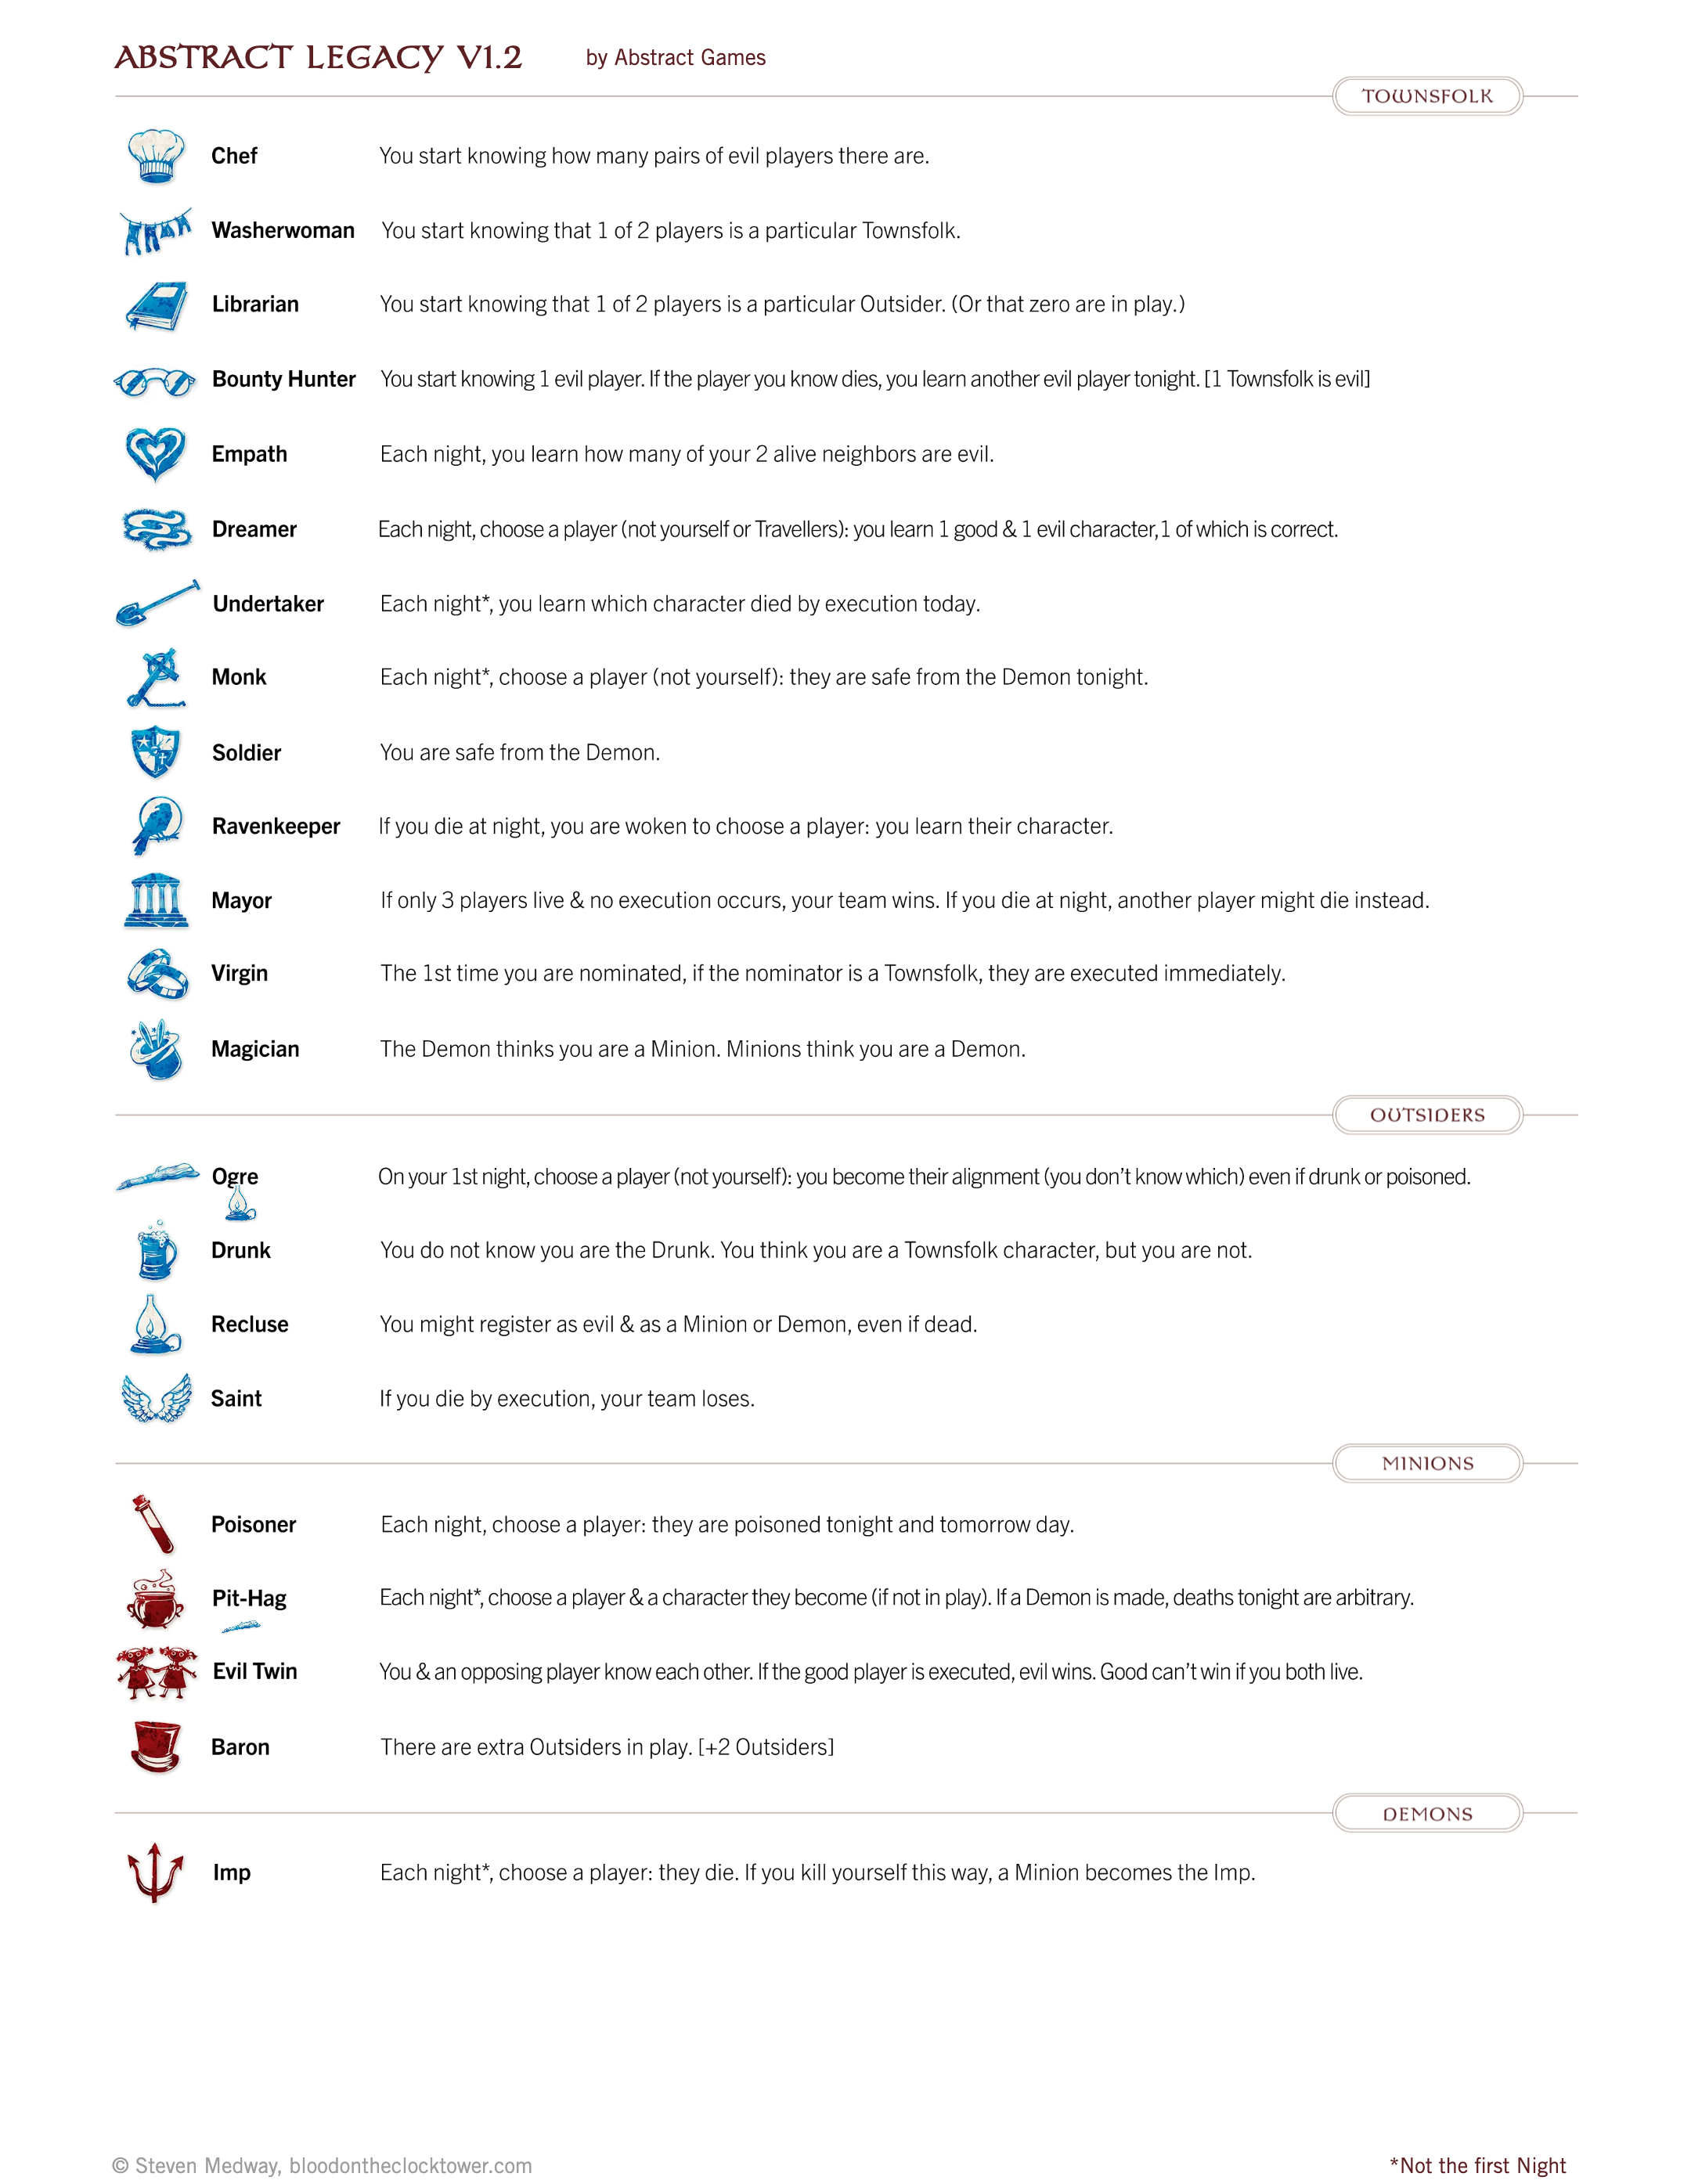 ABSTRACT LEGACY V1.2 by Abstract Games
TOWNSFOLK
Chef You start knowing how many pairs of evil players there are.
Washerwoman You start knowing that 1 of 2 players is a particular Townsfolk.
Librarian You start knowing that 1 of 2 players is a particular Outsider. (Or that zero are in play.)
Bounty Hunter You start knowing 1 evil player. If the player you know dies, you learn another evil player tonight. [1 Townsfolk is evil]
Empath Each night, you learn how many of your 2 alive neighbors are evil.
Dreamer Each night, choose a player (not yourself or Travellers): you learn 1 good & 1 evil character,1 of which is correct.
Undertaker Each night*, you learn which character died by execution today.
Monk Each night*, choose a player (not yourself): they are safe from the Demon tonight.
Soldier You are safe from the Demon.
Ravenkeeper If you die at night, you are woken to choose a player: you learn their character.
Mayor If only 3 players live & no execution occurs, your team wins. If you die at night, another player might die instead.
Virgin The 1st time you are nominated, if the nominator is a Townsfolk, they are executed immediately.
Magician The Demon thinks you are a Minion. Minions think you are a Demon.
OUTSIDERS
Ogre On your 1st night, choose a player (not yourself): you become their alignment (you don't know which) even if drunk or poisoned.
Drunk You do not know you are the Drunk. You think you are a Townsfolk character, but you are not.
Recluse You might register as evil & as a Minion or Demon, even if dead.
Saint If you die by execution, your team loses.
MINIONS
Poisoner Each night, choose a player: they are poisoned tonight and tomorrow day.
Pit-Hag Each night*, choose a player & a character they become (if not in play). If a Demon is made, deaths tonight are arbitrary.
Evil Twin You & an opposing player know each other. If the good player is executed, evil wins. Good can't win if you both live.
Baron There are extra Outsiders in play. [+2 Outsiders]
DEMONS
Imp Each night*, choose a player: they die. If you kill yourself this way, a Minion becomes the Imp.
© Steven Medway, bloodontheclocktower.com *Not the first Night